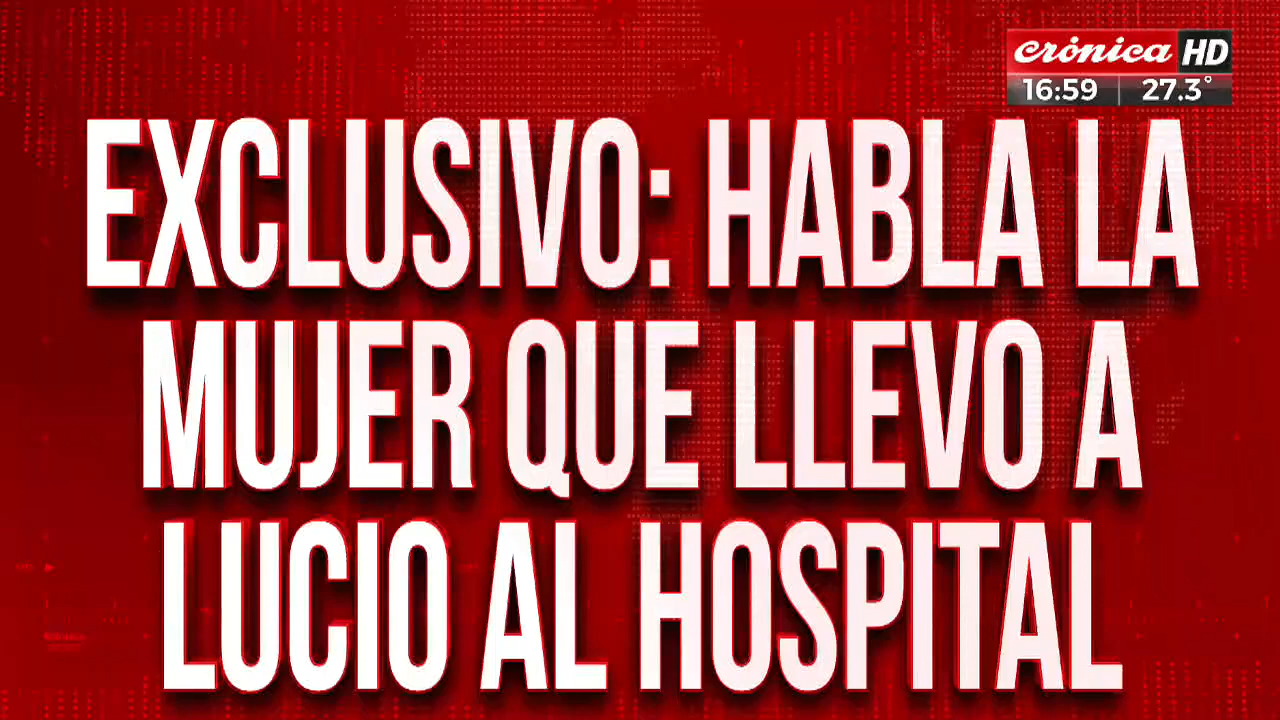 crónica HD
16:59 27.3°
EXCLUSIVO: HABLA LA
MUJER QUE LLEVO A
LUCIO AL HOSPITAL